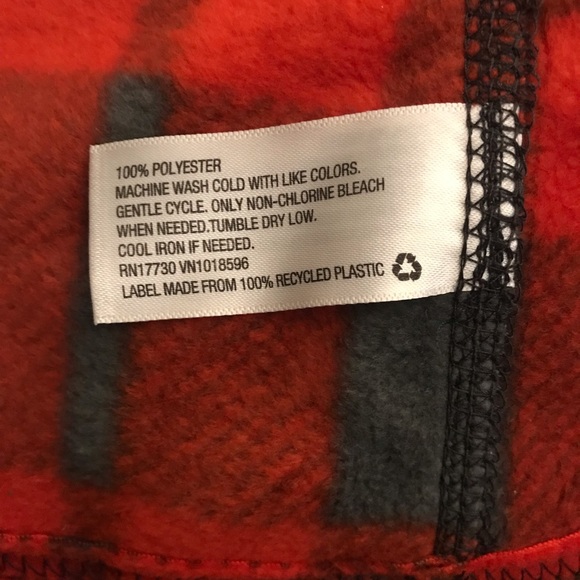 100% POLYESTER
MACHINE WASH COLD WITH LIKE COLORS.
GENTLE CYCLE. ONLY NON-CHLORINE BLEACH
WHEN NEEDED.TUMBLE DRY LOW.
COOL IRON IF NEEDED.
RN17730 VN1018596
LABEL MADE FROM 100% RECYCLED PLASTIC